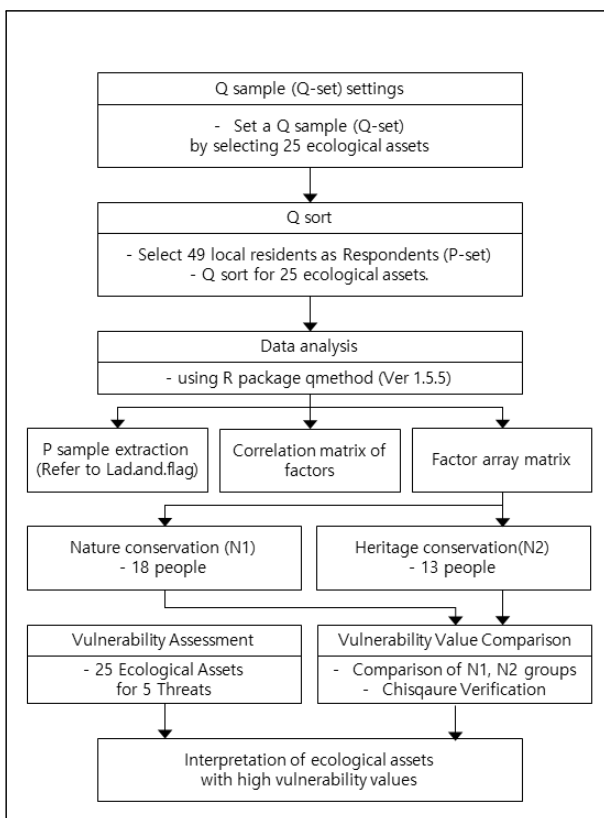 Q sample (Q-set) settings
- Set a Q sample (Q-set)
by selecting 25 ecological assets
Q sort
- Select 49 local residents as Respondents (P-set)
- Q sort for 25 ecological assets.
Data analysis
- using R package qmethod (Ver 1.5.5)
P sample extraction
(Refer to Lad.and.flag)
Correlation matrix of
factors
Factor array matrix
Nature conservation (N1)
- 18 people
Heritage conservation(N2)
- 13 people
Vulnerability Assessment
- 25 Ecological Assets
for 5 Threats
Vulnerability Value Comparison
- Comparison of N1, N2 groups
- Chisqaure Verification
Interpretation of ecological assets
with high vulnerability values